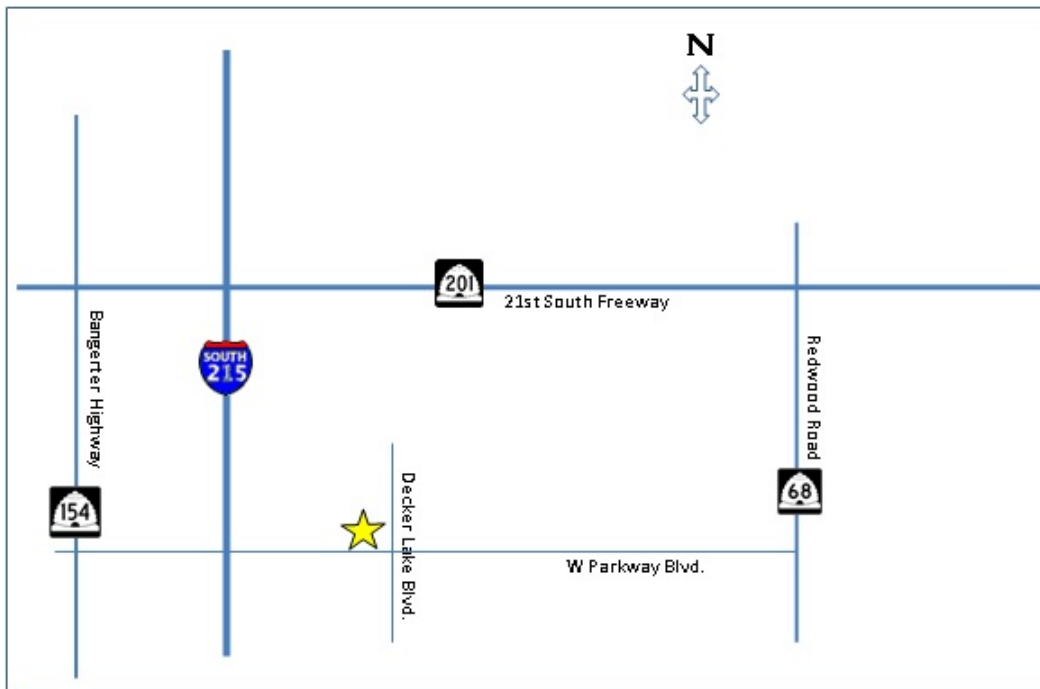 N
201
21st South Freeway
Bangerter Highway
SOUTH
215
Redwood Road
154
68
Decker Lake Blvd.
W Parkway Blvd.